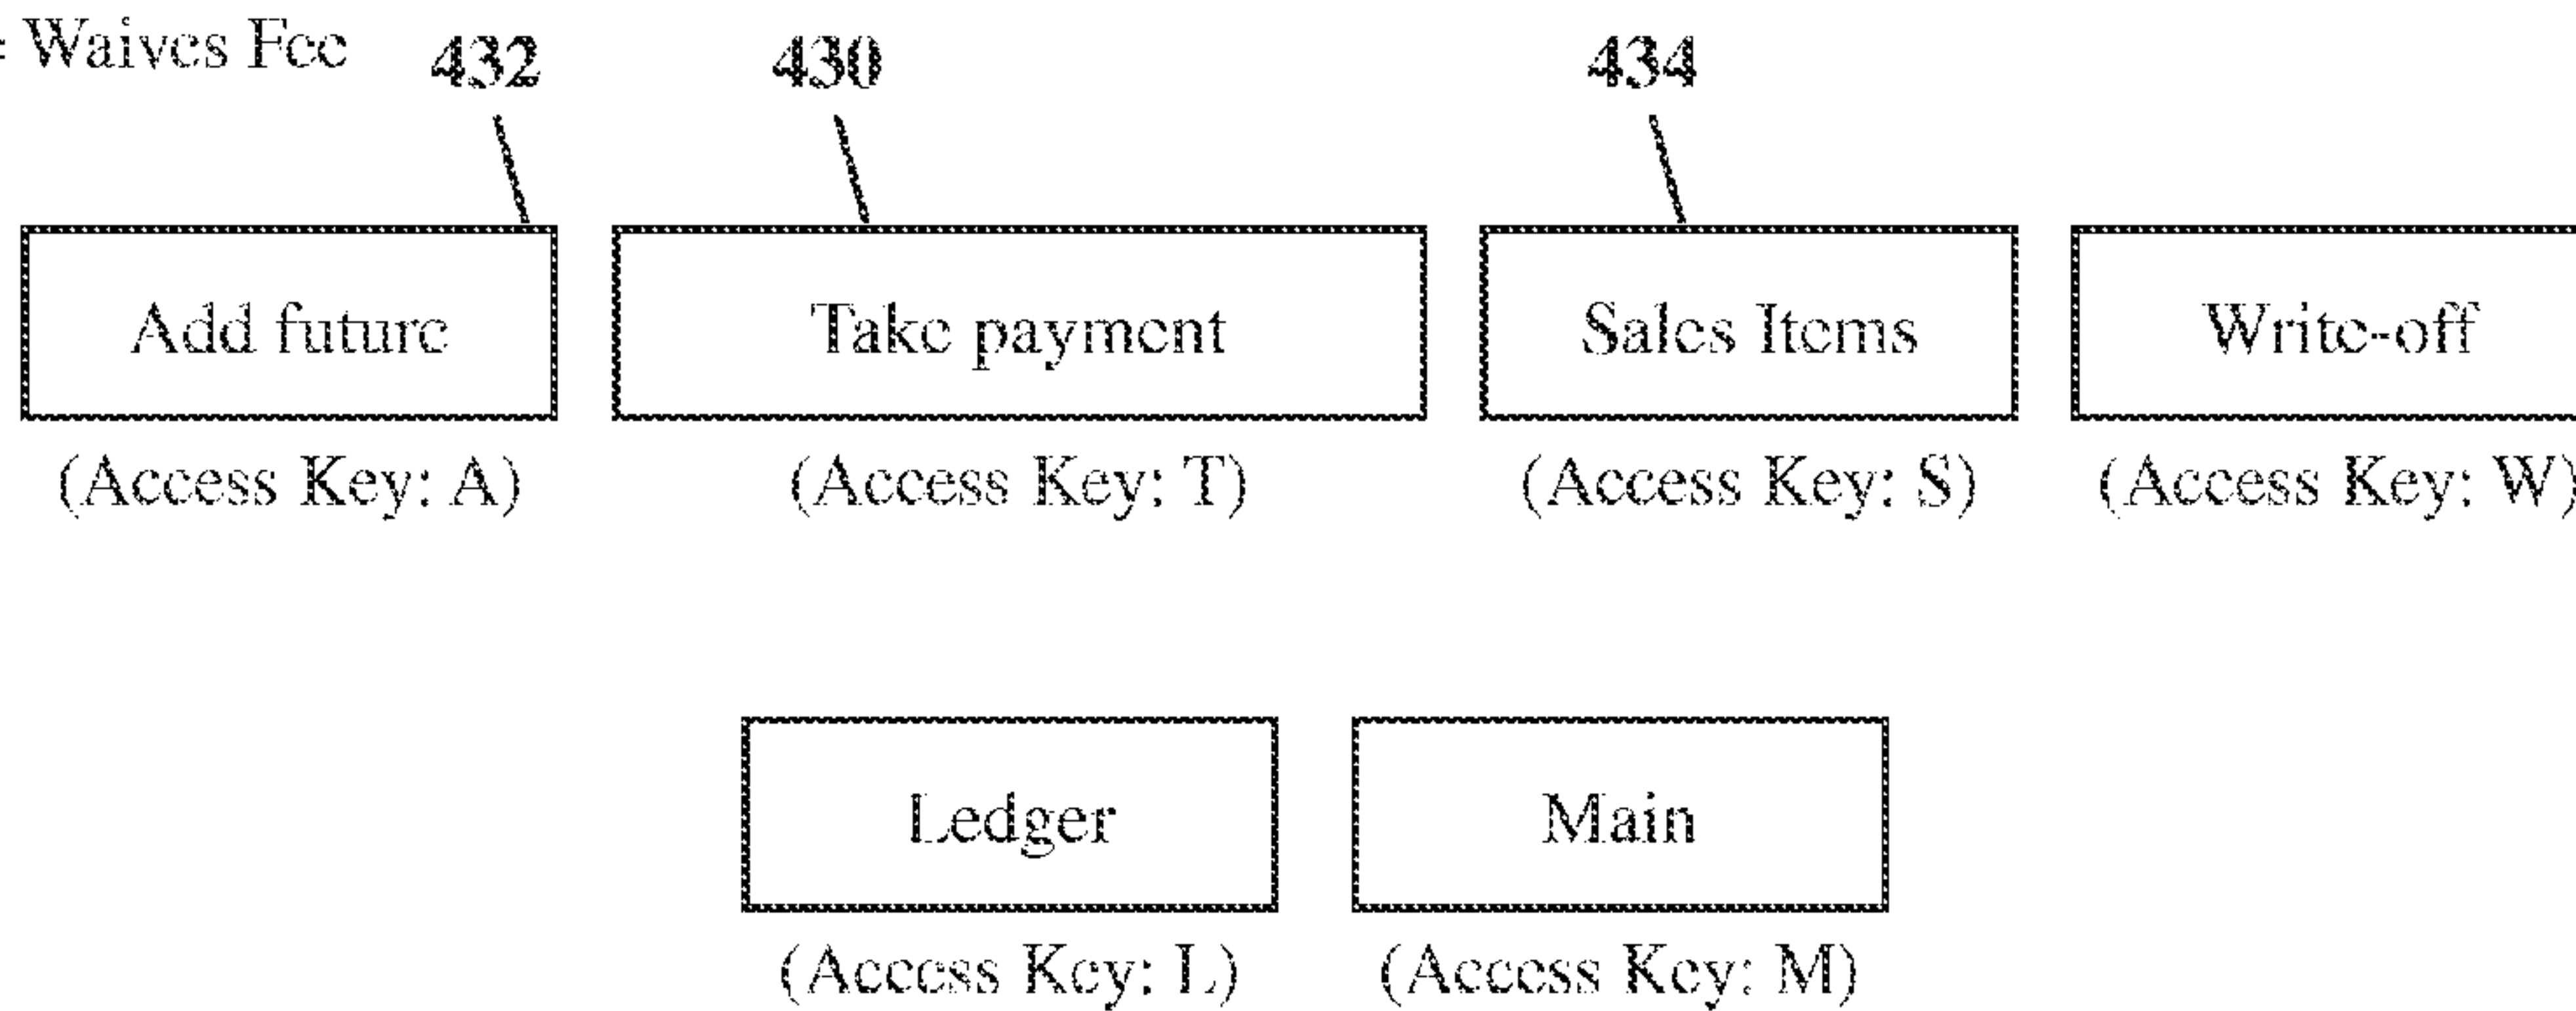 = Waives Fee 432 430 434
Add future Take payment Sales Items Write-off
(Access Key: A) (Access Key: T) (Access Key: S) (Access Key: W)
Ledger Main
(Access Key: L) (Access Key: M)